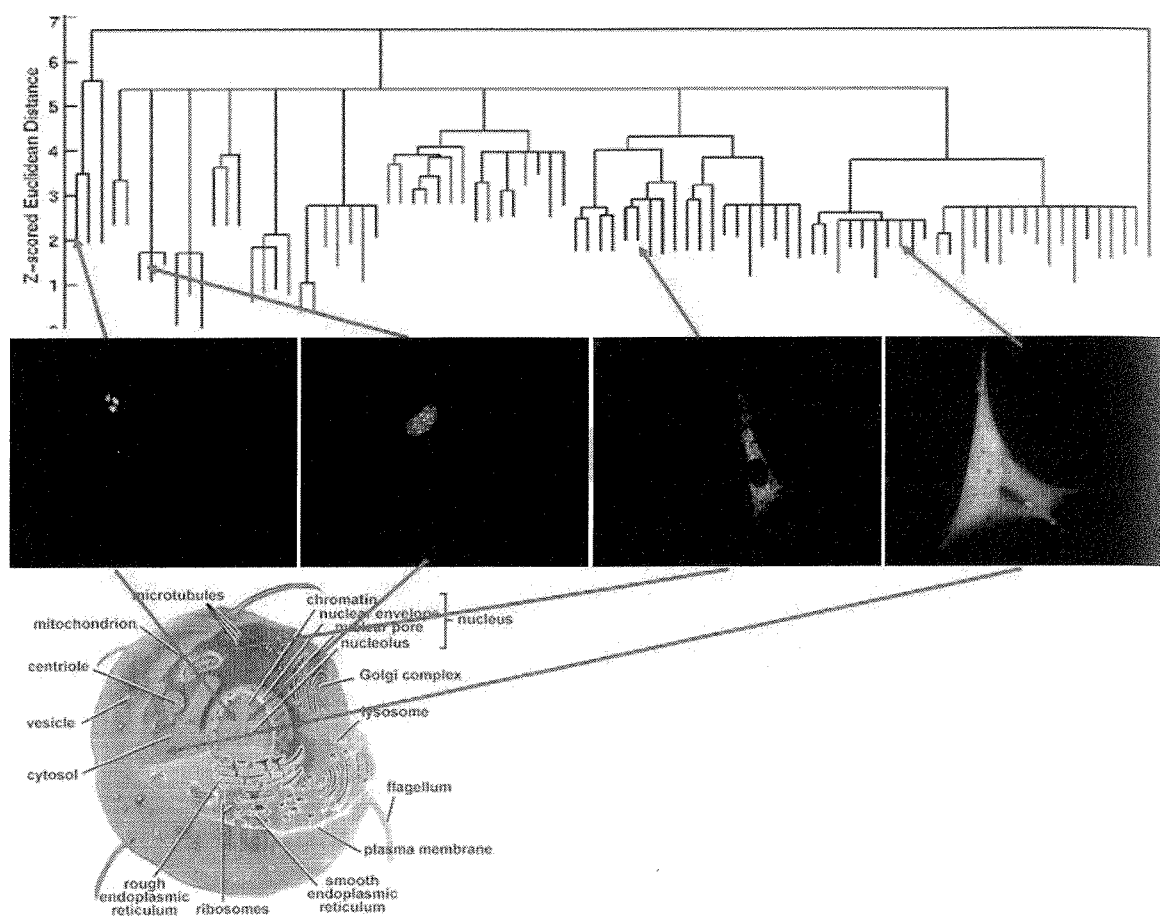 7
6
5
4
3
2
1
Z-scored Euclidean Distance
microtubules
chromatin
nuclear envelope
nuclear pore
nucleolus
nucleus
mitochondrion
centriole
Golgi complex
vesicle
lysosome
cytosol
flagellum
plasma membrane
rough
endoplasmic
reticulum
ribosomes
smooth
endoplasmic
reticulum